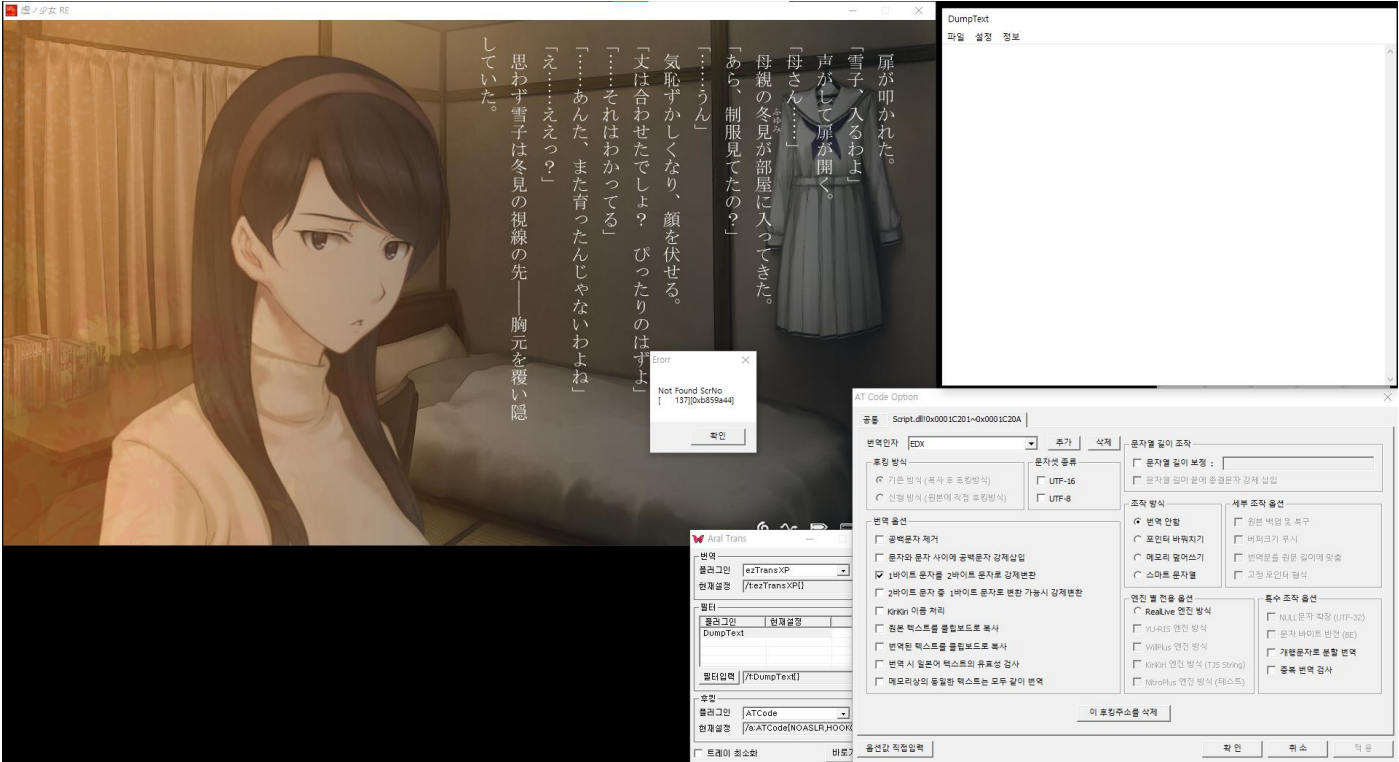 虚ノ少女 RE
扉が叩かれた。
「雪子、入るわよ」
声がして扉が開く。
「母さん……」
母親の冬見が部屋に入ってきた。
ふゆみ
「あら、制服見てたの?」
「……うん」
気恥ずかしくなり、顔を伏せる。
「丈は合わせたでしょ?　ぴったりのはずよ」
「……それはわかってる」
「……あんた、また育ったんじゃないわよね」
「え……ええっ?」
思わず雪子は冬見の視線の先――胸元を覆い隠
していた。
DumpText
파일 설정 정보
Erorr
Not Found ScrNo
[ 137][0xb859a44]
확인
Aral Trans
번역
플러그인 ezTransXP
현재설정 /t:ezTransXP{}
필터
플러그인 현재설정
DumpText
필터입력 /f:DumpText{}
후킹
플러그인 ATCode
현재설정 /a:ATCode{NOASLR,HOOK(
트레이 최소화 바로가
AT Code Option
공통 Script.dll!0x0001C201~0x0001C20A
번역인자 EDX 추가 삭제
후킹 방식
기존 방식 (복사 후 후킹방식)
신형 방식 (원본에 직접 후킹방식)
문자셋 종류
UTF-16
UTF-8
번역 옵션
공백문자 제거
문자와 문자 사이에 공백문자 강제삽입
1바이트 문자를 2바이트 문자로 강제변환
2바이트 문자 중 1바이트 문자로 변환 가능시 강제변환
KiriKiri 이름 처리
원본 텍스트를 클립보드로 복사
번역된 텍스트를 클립보드로 복사
번역 시 일본어 텍스트의 유효성 검사
메모리상의 동일한 텍스트는 모두 같이 번역
문자열 길이 조작
문자열 길이 보정 :
문자열 길이 끝에 종결문자 강제 삽입
조작 방식
번역 안함
포인터 바꿔치기
메모리 덮어쓰기
스마트 문자열
세부 조작 옵션
원본 백업 및 복구
버퍼크기 무시
번역문을 원문 길이에 맞춤
고정 포인터 형식
엔진 별 전용 옵션
RealLive 엔진 방식
YU-RIS 엔진 방식
WillPlus 엔진 방식
KiriKiri 엔진 방식 (TJS String)
NitroPlus 엔진 방식 (테스트)
특수 조작 옵션
NULL문자 확장 (UTF-32)
문자 바이트 반전 (BE)
개행문자로 분할 번역
중복 번역 검사
이 후킹주소를 삭제
옵션값 직접입력
확인 취소 적용